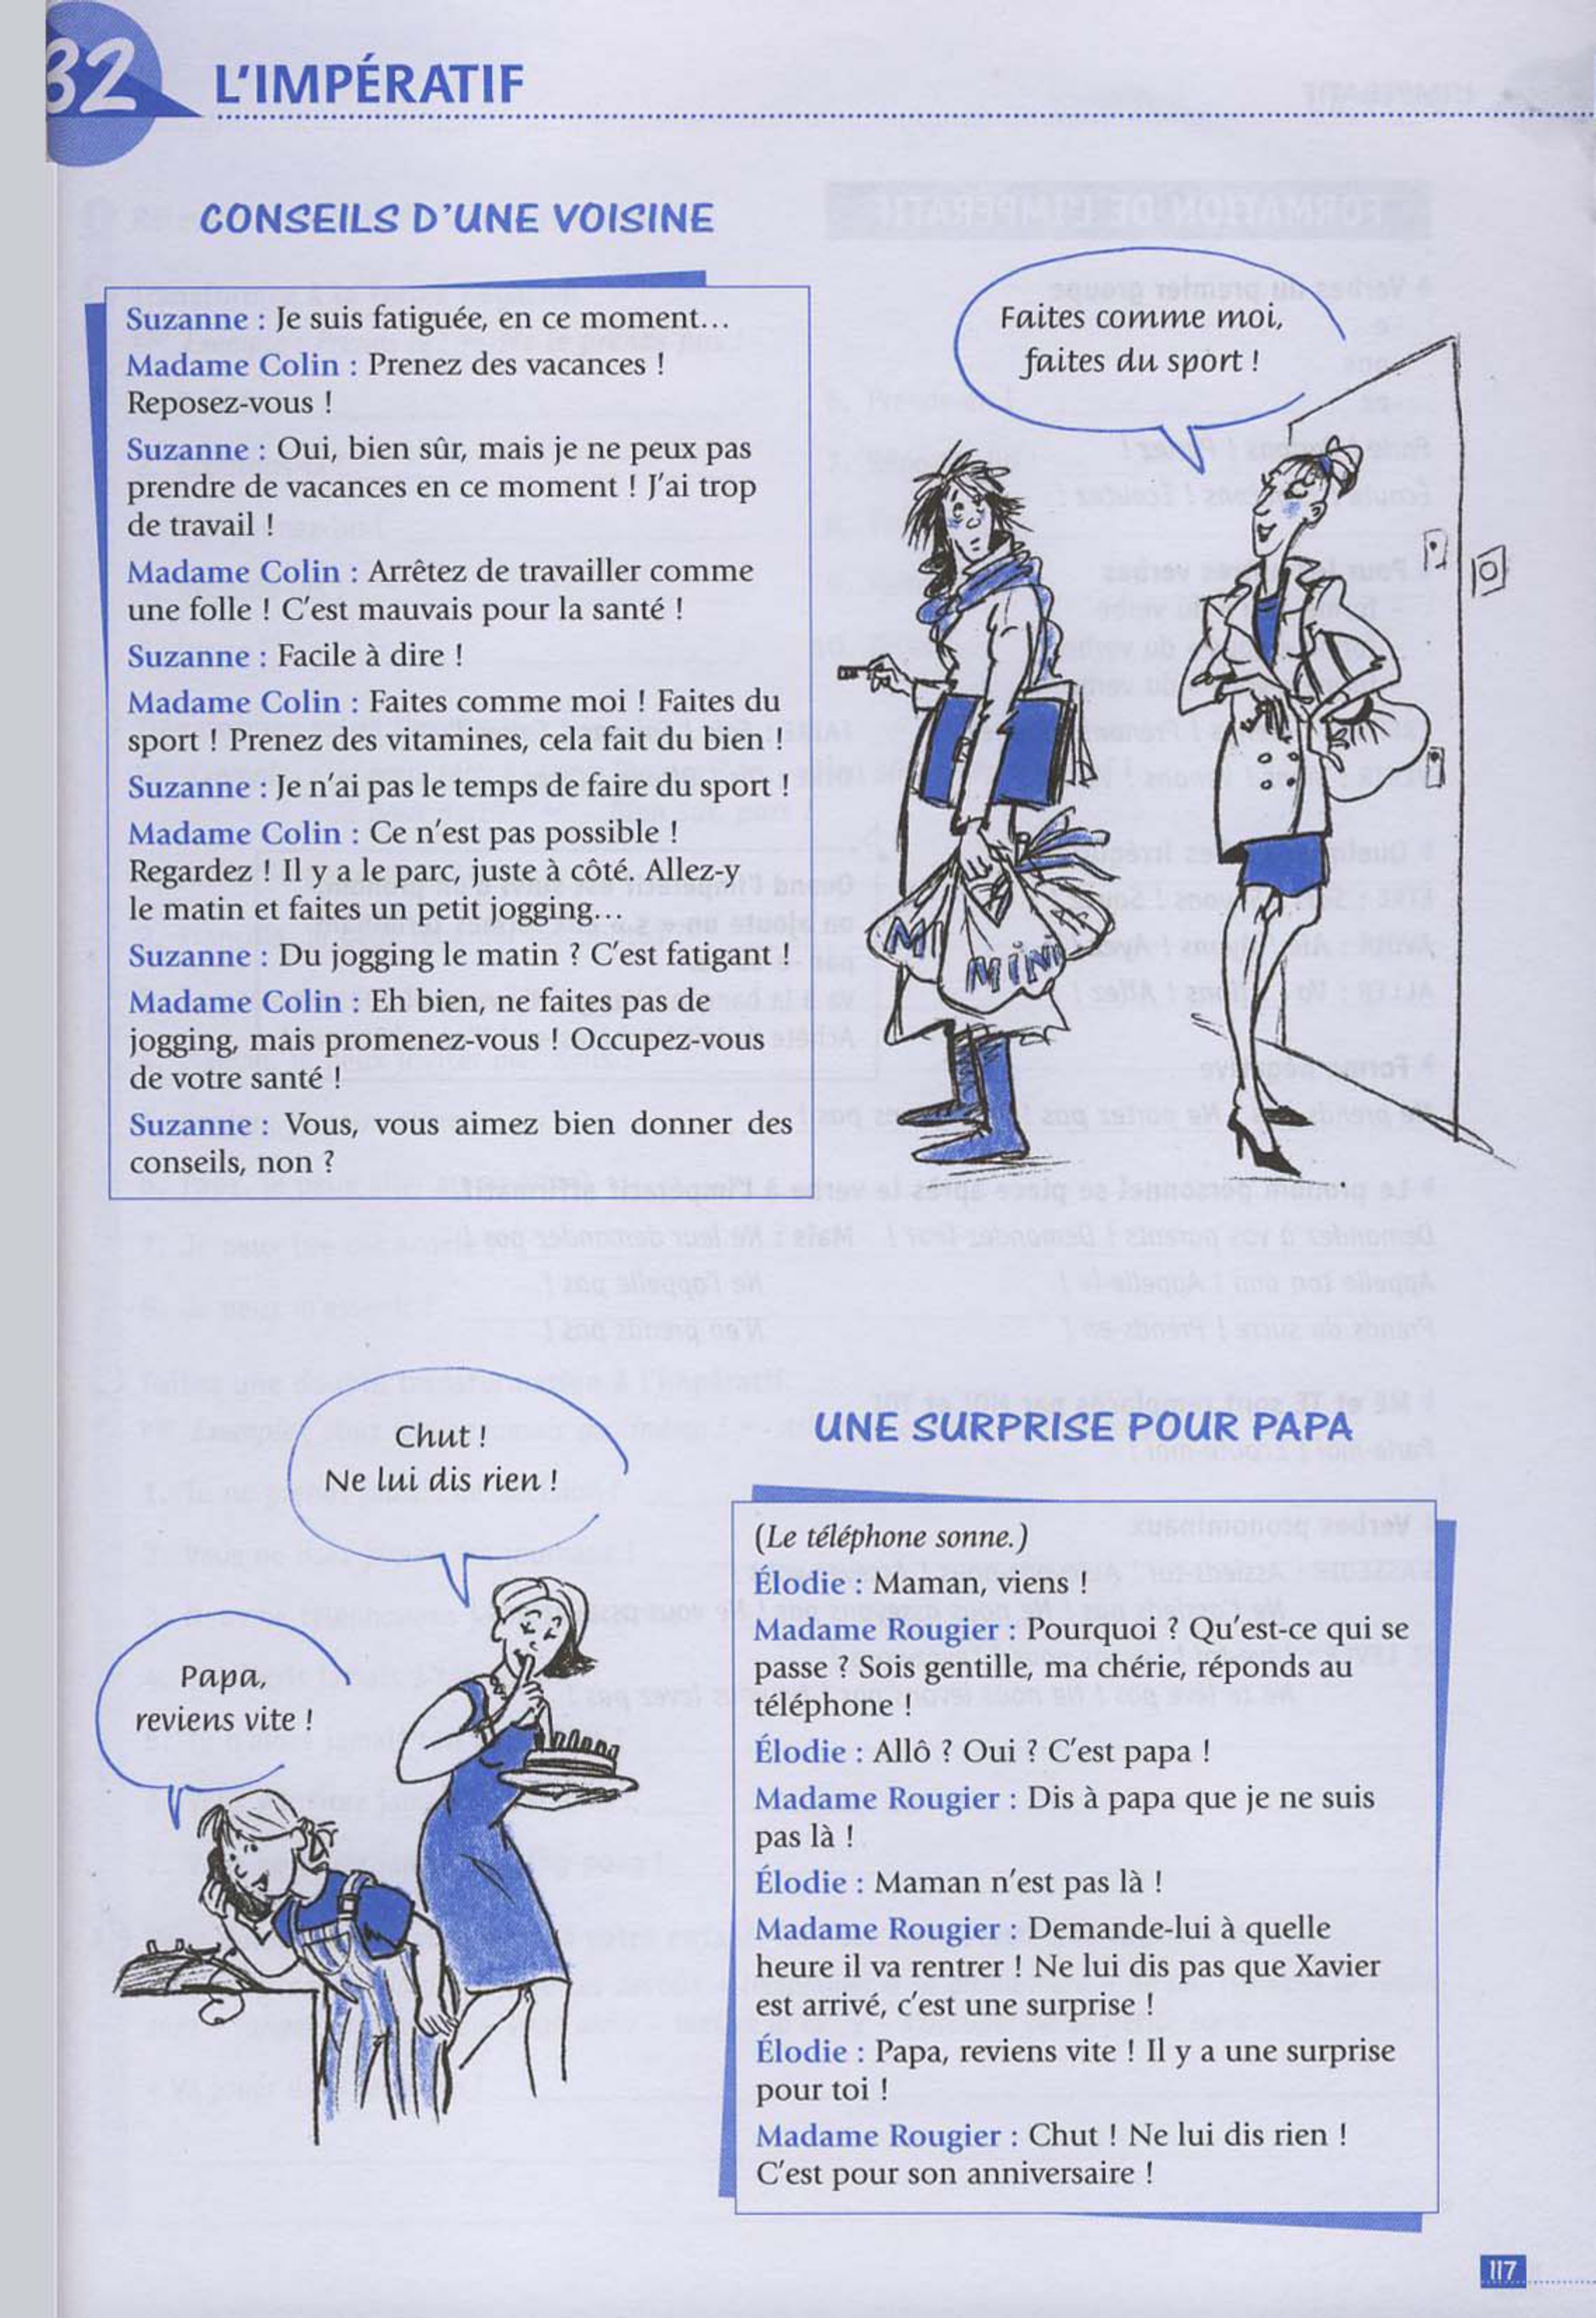 32
L'IMPÉRATIF
CONSEILS D'UNE VOISINE
Suzanne : Je suis fatiguée, en ce moment...
Madame Colin : Prenez des vacances !
Reposez-vous !
Suzanne : Oui, bien sûr, mais je ne peux pas
prendre de vacances en ce moment ! J'ai trop
de travail !
Madame Colin : Arrêtez de travailler comme
une folle ! C'est mauvais pour la santé !
Suzanne : Facile à dire !
Madame Colin : Faites comme moi ! Faites du
sport ! Prenez des vitamines, cela fait du bien !
Suzanne : Je n'ai pas le temps de faire du sport !
Madame Colin : Ce n'est pas possible !
Regardez ! Il y a le parc, juste à côté. Allez-y
le matin et faites un petit jogging...
Suzanne : Du jogging le matin ? C'est fatigant !
Madame Colin : Eh bien, ne faites pas de
jogging, mais promenez-vous ! Occupez-vous
de votre santé !
Suzanne : Vous, vous aimez bien donner des
conseils, non ?
Faites comme moi,
faites du sport !
MINI
Chut !
Ne lui dis rien !
Papa,
reviens vite !
UNE SURPRISE POUR PAPA
(Le téléphone sonne.)
Élodie : Maman, viens !
Madame Rougier : Pourquoi ? Qu'est-ce qui se
passe ? Sois gentille, ma chérie, réponds au
téléphone !
Élodie : Allô ? Oui ? C'est papa !
Madame Rougier : Dis à papa que je ne suis
pas là !
Élodie : Maman n'est pas là !
Madame Rougier : Demande-lui à quelle
heure il va rentrer ! Ne lui dis pas que Xavier
est arrivé, c'est une surprise !
Élodie : Papa, reviens vite ! Il y a une surprise
pour toi !
Madame Rougier : Chut ! Ne lui dis rien !
C'est pour son anniversaire !
117